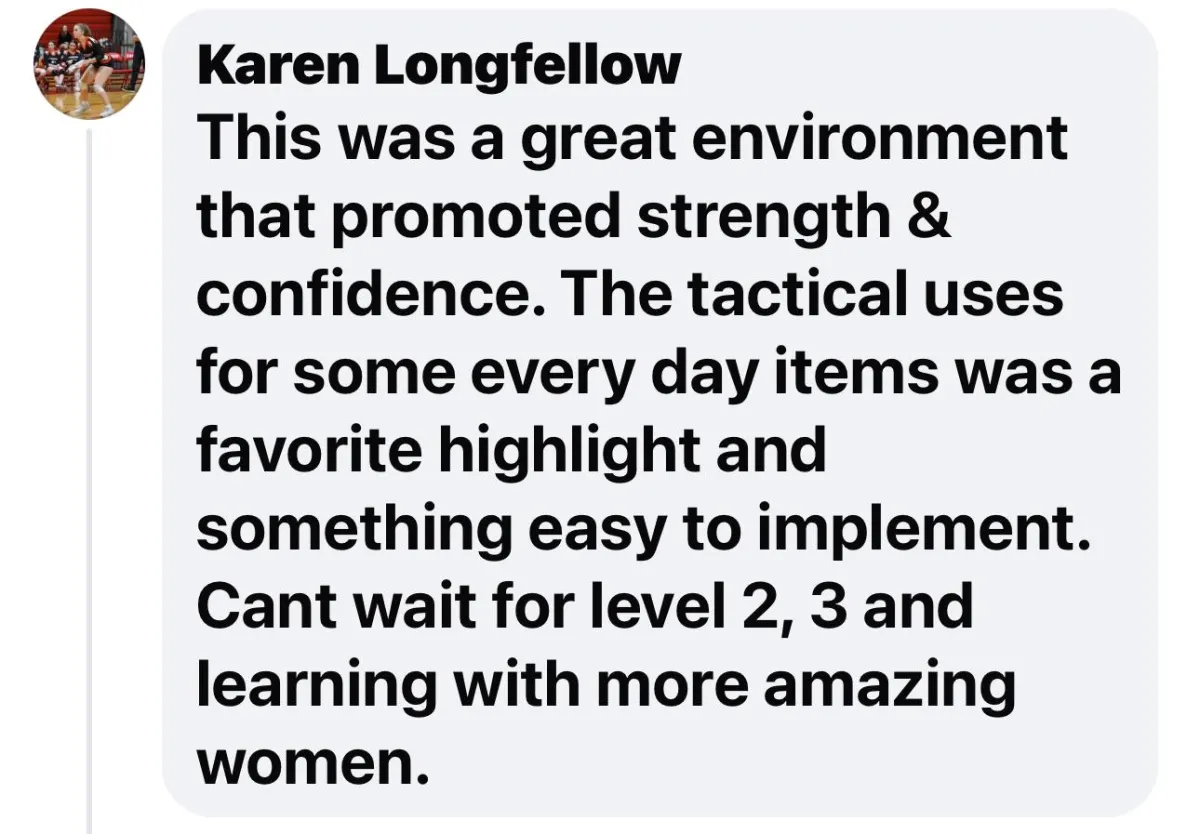 Karen Longfellow
This was a great environment
that promoted strength &
confidence. The tactical uses
for some every day items was a
favorite highlight and
something easy to implement.
Cant wait for level 2, 3 and
learning with more amazing
women.